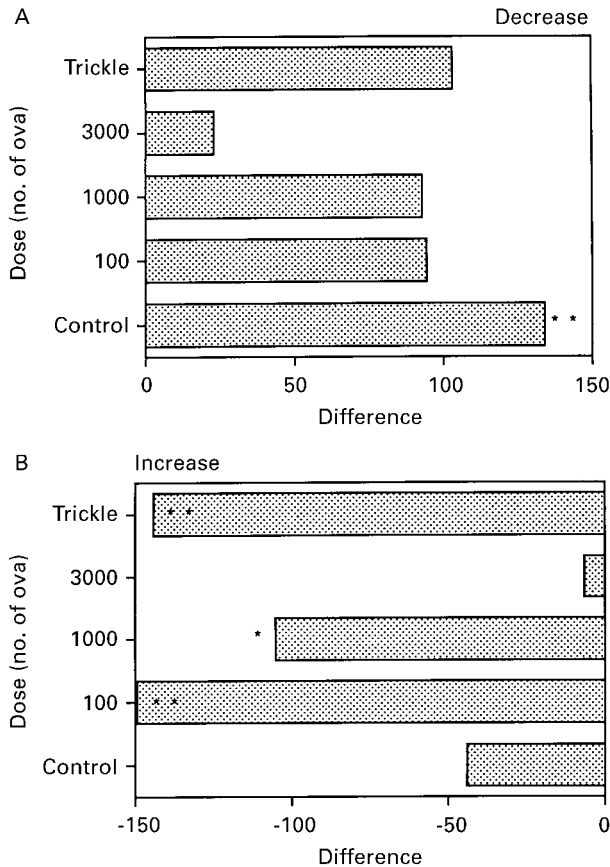 A
Decrease
Trickle
3000
1000
100
Control
* *
Dose (no. of ova)
0 50 100 150
Difference
B
Increase
Trickle
* *
3000
1000
*
100
* *
Control
Dose (no. of ova)
-150 -100 -50 0
Difference